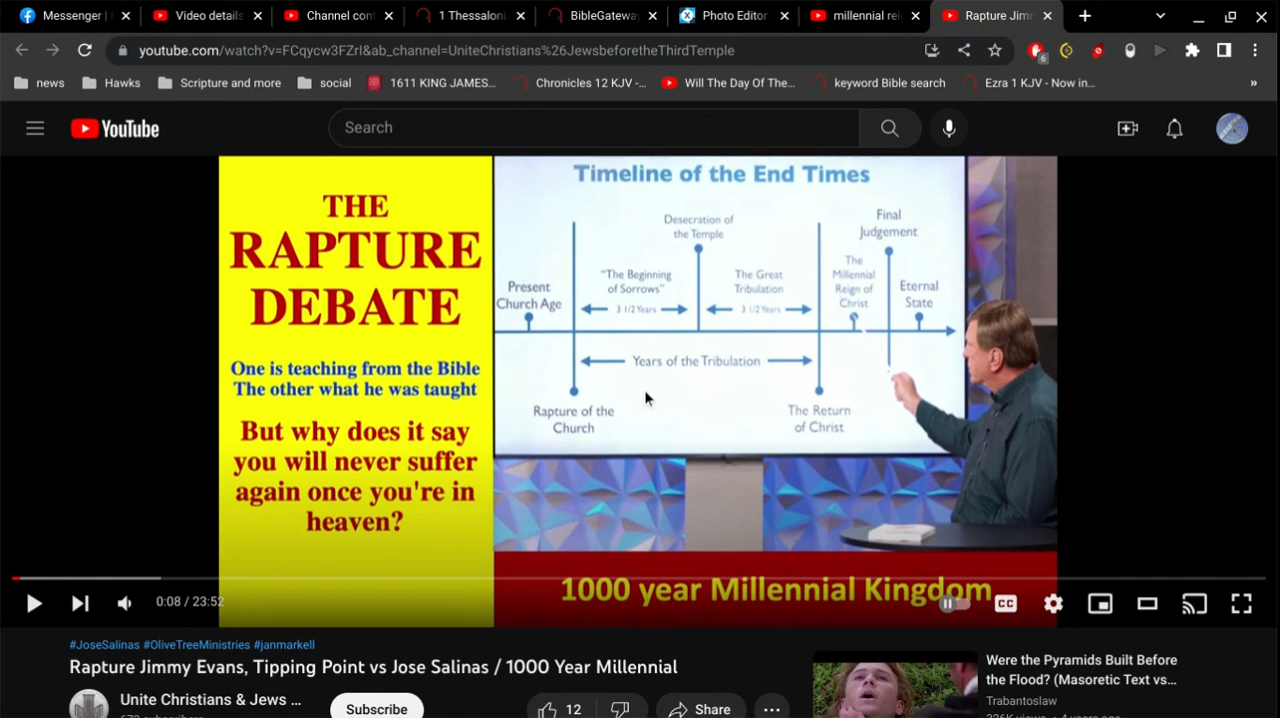 Messenger |
Video details
Channel con
1 Thessaloni
BibleGateway
Photo Editor
millennial rei
Rapture Jimm
youtube.com/watch?v=FCqycw3FZrI&ab_channel=UniteChristians%26JewsbeforetheThirdTemple
6
news
Hawks
Scripture and more
social
1611 KING JAMES...
Chronicles 12 KJV -...
Will The Day Of The...
keyword Bible search
Ezra 1 KJV - Now in...
»
YouTube
Search
THE
RAPTURE
DEBATE
One is teaching from the Bible
The other what he was taught
But why does it say
you will never suffer
again once you're in
heaven?
Timeline of the End Times
Present
Church Age
"The Beginning
of Sorrows"
3 1/2 Years
Desecration of
the Temple
The Great
Tribulation
3 1/2 Years
The
Millennial
Reign of
Christ
Final
Judgement
Eternal
State
Years of the Tribulation
Rapture of the
Church
The Return
of Christ
1000 year Millennial Kingdom
0:08 / 23:52
CC
#JoseSalinas #OliveTreeMinistries #janmarkell
Rapture Jimmy Evans, Tipping Point vs Jose Salinas / 1000 Year Millennial
Unite Christians & Jews ...
Subscribe
12
Share
Were the Pyramids Built Before
the Flood? (Masoretic Text vs...
Trabantoslaw